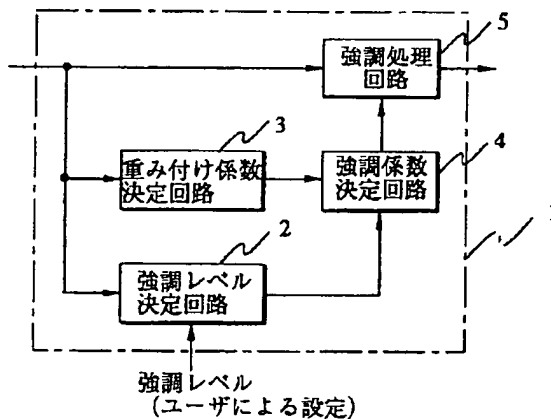 5
強調処理
回路
3
4
重み付け係数
決定回路
強調係数
決定回路
2
強調レベル
決定回路
強調レベル
(ユーザによる設定)